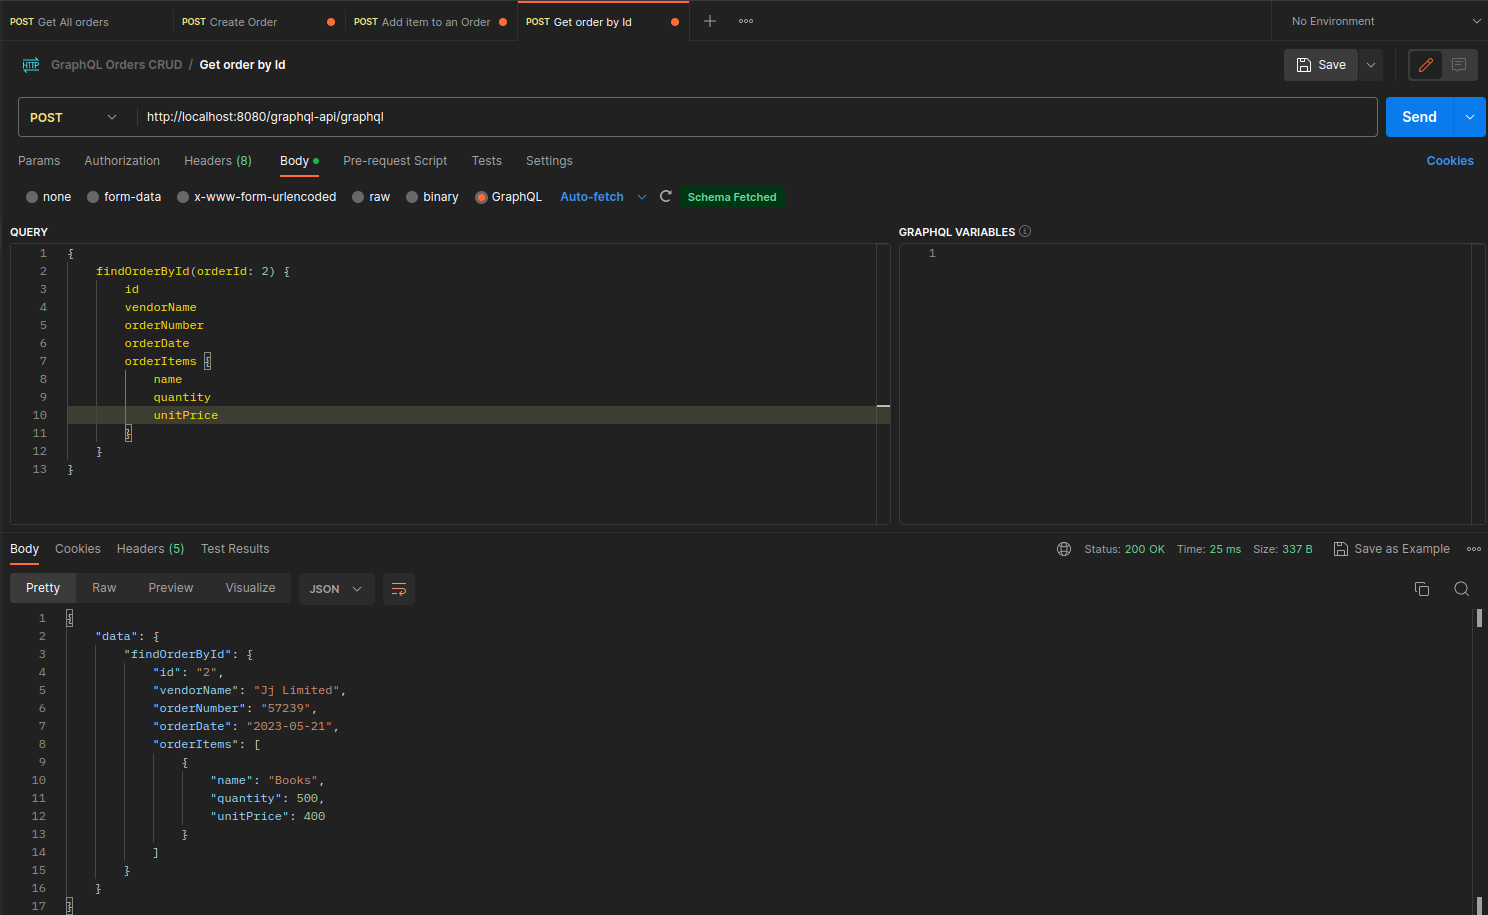 POST Get All orders
POST Create Order
POST Add item to an Order
POST Get order by Id
No Environment
HTTP GraphQL Orders CRUD / Get order by Id
Save
POST http://localhost:8080/graphql-api/graphql
Send
Params Authorization Headers (8) Body Pre-request Script Tests Settings
Cookies
none form-data x-www-form-urlencoded raw binary GraphQL Auto-fetch Schema Fetched
QUERY
1 {
2 findOrderById(orderId: 2) {
3 id
4 vendorName
5 orderNumber
6 orderDate
7 orderItems {
8 name
9 quantity
10 unitPrice
11 }
12 }
13 }
GRAPHQL VARIABLES
1
Body Cookies Headers (5) Test Results
Status: 200 OK Time: 25 ms Size: 337 B Save as Example
Pretty Raw Preview Visualize JSON
1 {
2 "data": {
3 "findOrderById": {
4 "id": "2",
5 "vendorName": "Jj Limited",
6 "orderNumber": "57239",
7 "orderDate": "2023-05-21",
8 "orderItems": [
9 {
10 "name": "Books",
11 "quantity": 500,
12 "unitPrice": 400
13 }
14 ]
15 }
16 }
17 }